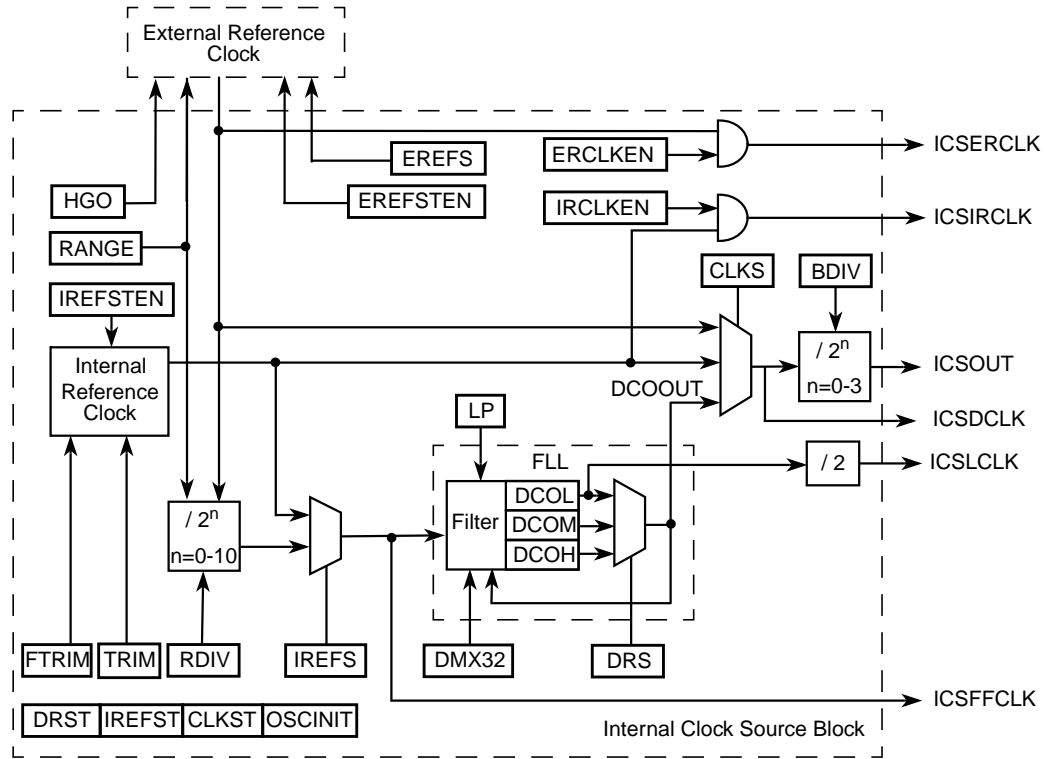 External Reference
Clock
ICSERCLK
EREFS
ERCLKEN
HGO
EREFSTEN
IRCLKEN
ICSIRCLK
RANGE
CLKS
BDIV
IREFSTEN
Internal
Reference
Clock
/ 2n
n=0-3
ICSOUT
DCOOUT
LP
ICSDCLK
FLL
/ 2
ICSLCLK
/ 2n
n=0-10
Filter
DCOL
DCOM
DCOH
FTRIM
TRIM
RDIV
IREFS
DMX32
DRS
ICSFFCLK
DRST IREFST CLKST OSCINIT
Internal Clock Source Block